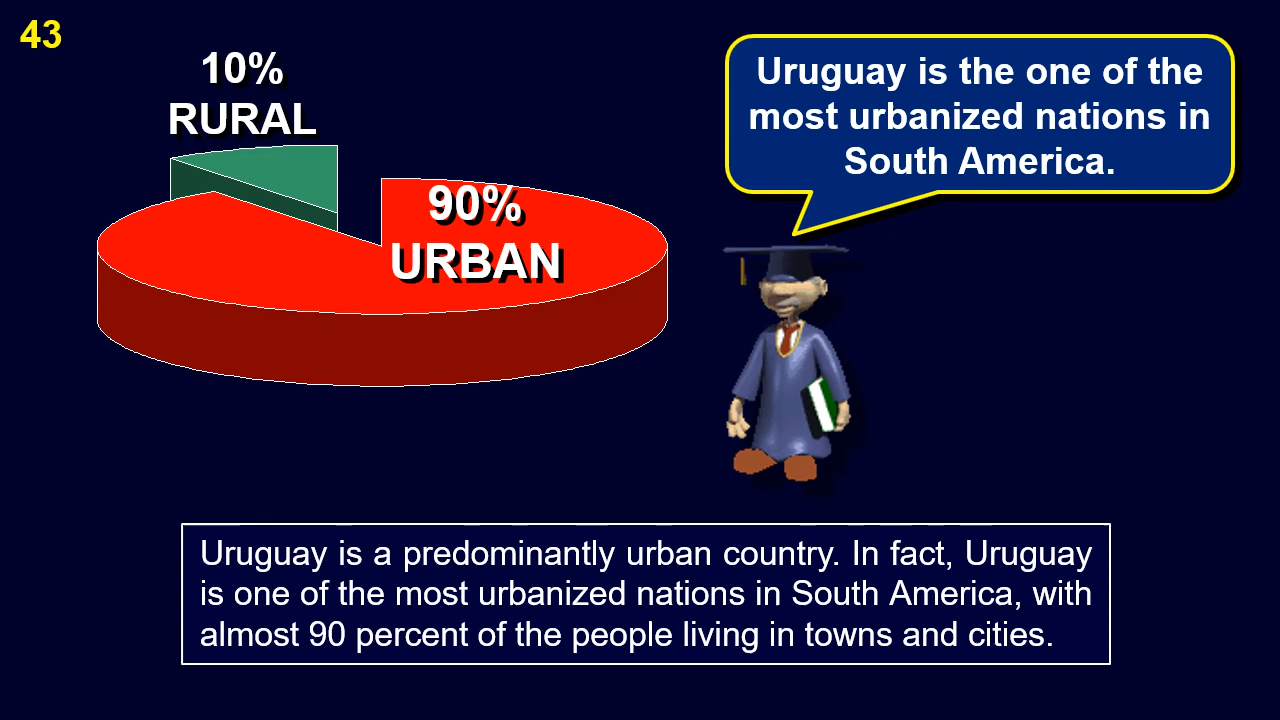 43
10%
RURAL
90%
URBAN
Uruguay is the one of the
most urbanized nations in
South America.
Uruguay is a predominantly urban country. In fact, Uruguay
is one of the most urbanized nations in South America, with
almost 90 percent of the people living in towns and cities.